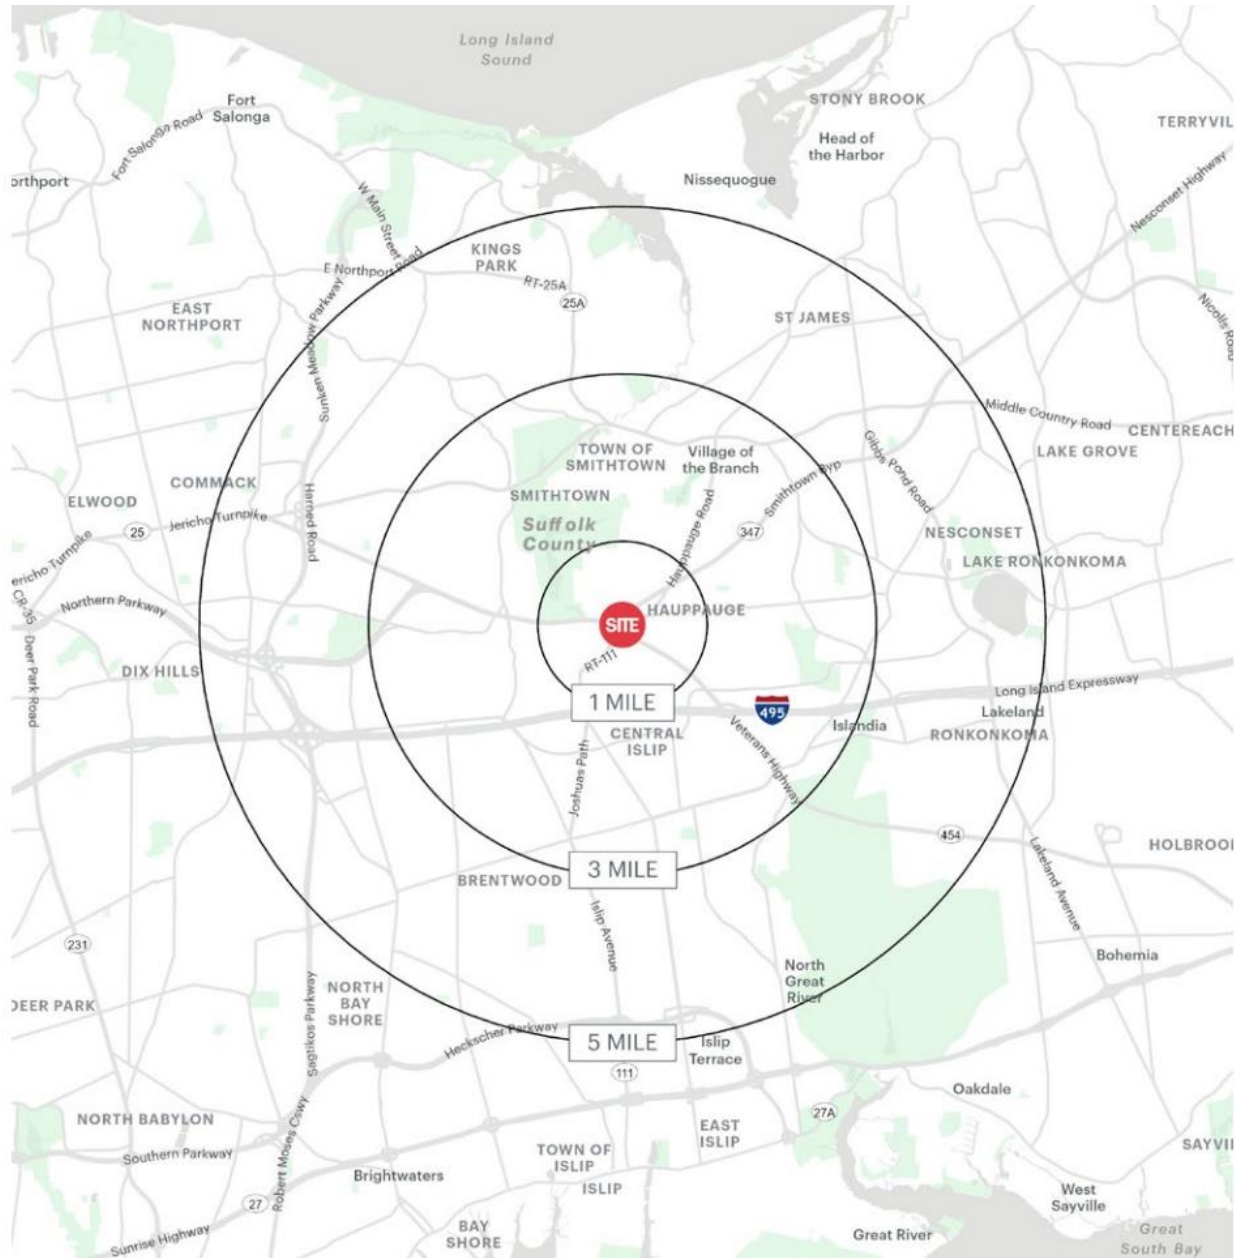 Long Island
Sound
Fort
Salonga
STONY BROOK
TERRYVIL
Fort Salonga Road
Head of
the Harbor
orthport
Nissequogue
Nesconset Highway
W Main Street
KINGS
PARK
E Northport Road
RT-25A
25A
EAST
NORTHPORT
Sunken Meadow Parkway
ST JAMES
Nicolls Road
Middle Country Road
CENTEREACH
LAKE GROVE
TOWN OF
SMITHTOWN
Village of
the Branch
Gibbs Pond Road
Smithtown Byp
COMMACK
ELWOOD
SMITHTOWN
Jericho Turnpike
25
Harned Road
Suffolk
County
Hauppauge Road
347
NESCONSET
ericho Turnpike
LAKE RONKONKOMA
CR-35
Northern Parkway
HAUPPAUGE
SITE
RT-111
Deer Park Road
DIX HILLS
1 MILE
495
Long Island Expressway
Lakeland
Islandia
RONKONKOMA
CENTRAL
ISLIP
Veterans Highway
Joshuas Path
454
HOLBROOK
Lakeland Avenue
3 MILE
BRENTWOOD
Islip Avenue
231
Bohemia
North
Great
River
DEER PARK
NORTH
BAY
SHORE
Sagtikos Parkway
Heckscher Parkway
5 MILE
Islip
Terrace
111
Oakdale
27A
NORTH BABYLON
EAST
ISLIP
Southern Parkway
Robert Moses Cswy
TOWN OF
ISLIP
SAYVIL
Brightwaters
ISLIP
27
West
Sayville
BAY
SHORE
Great River
Great
South Bay
Sunrise Highway